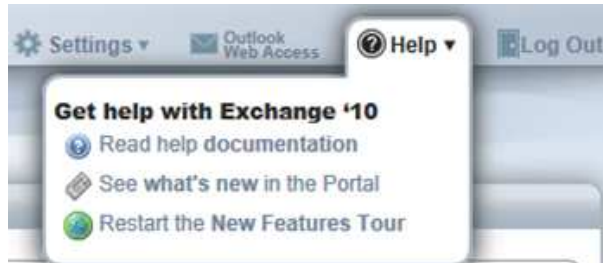 Settings ▾ Outlook Web Access Help ▾ Log Out
Get help with Exchange ‘10
Read help documentation
See what's new in the Portal
Restart the New Features Tour